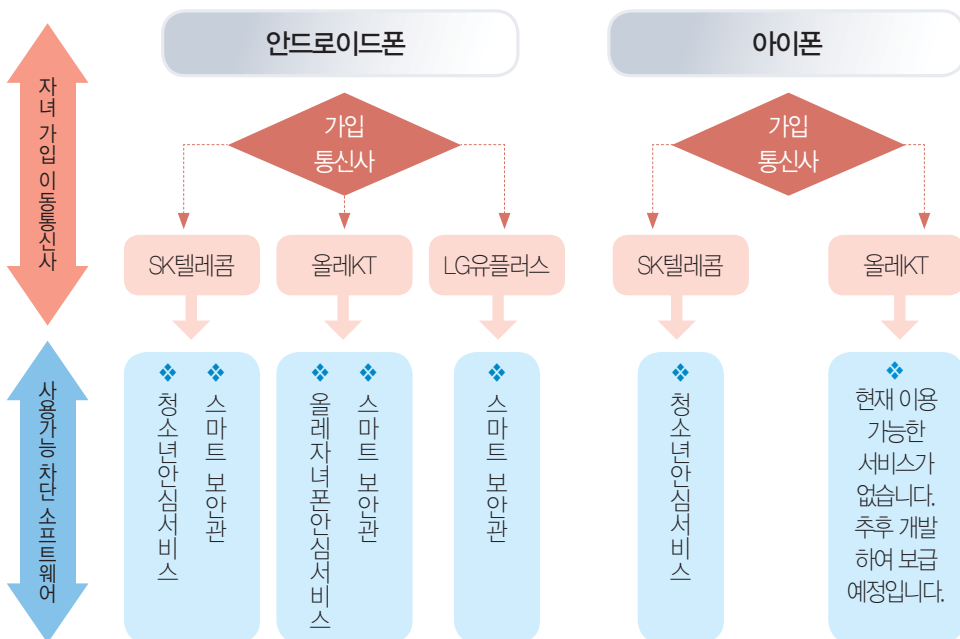 안드로이드폰
아이폰
자녀 가입 이동통신사
가입
통신사
가입
통신사
SK텔레콤
올레KT
LG유플러스
SK텔레콤
올레KT
사용가능 차단 소프트웨어
❖ 청소년안심서비스
❖ 스마트 보안관
❖ 올레자녀폰안심서비스
❖ 스마트 보안관
❖ 스마트 보안관
❖ 청소년안심서비스
❖
현재 이용
가능한
서비스가
없습니다.
추후 개발
하여 보급
예정입니다.